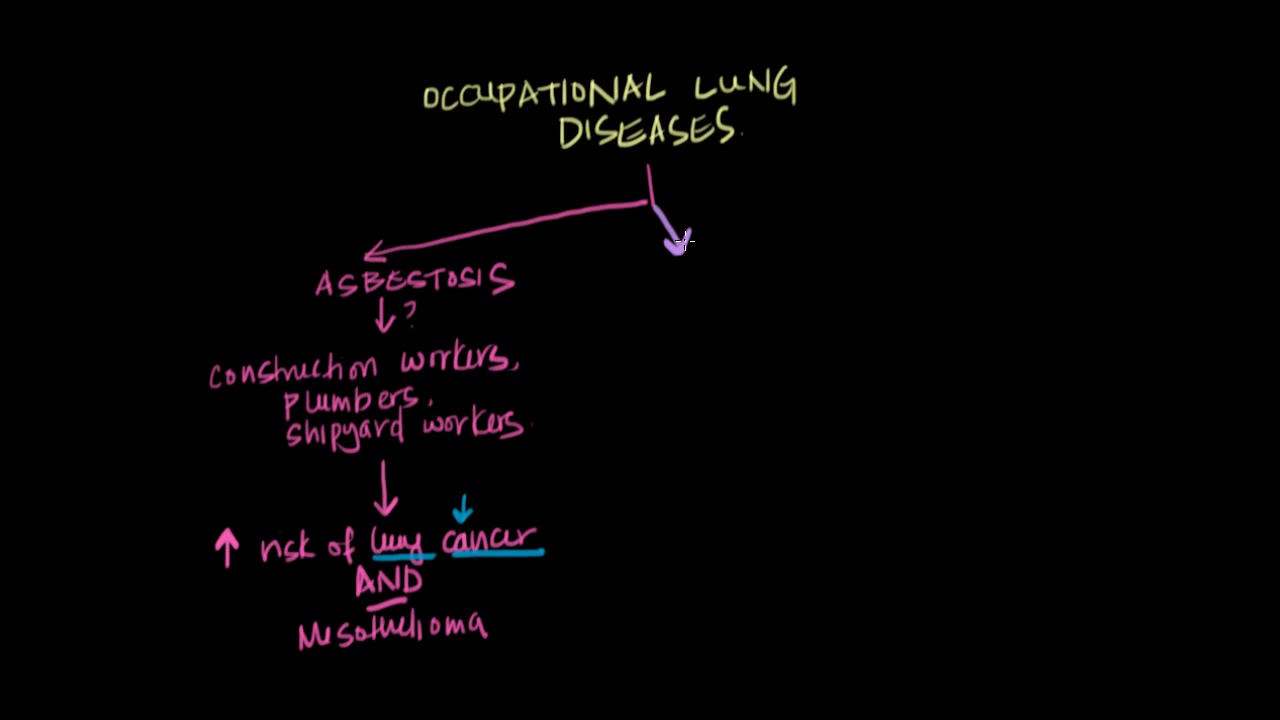 OCCUPATIONAL LUNG
DISEASES.
ASBESTOSIS
↓ ?
construction workers,
plumbers,
shipyard workers.
↑ risk of lung cancer
AND
Mesothelioma